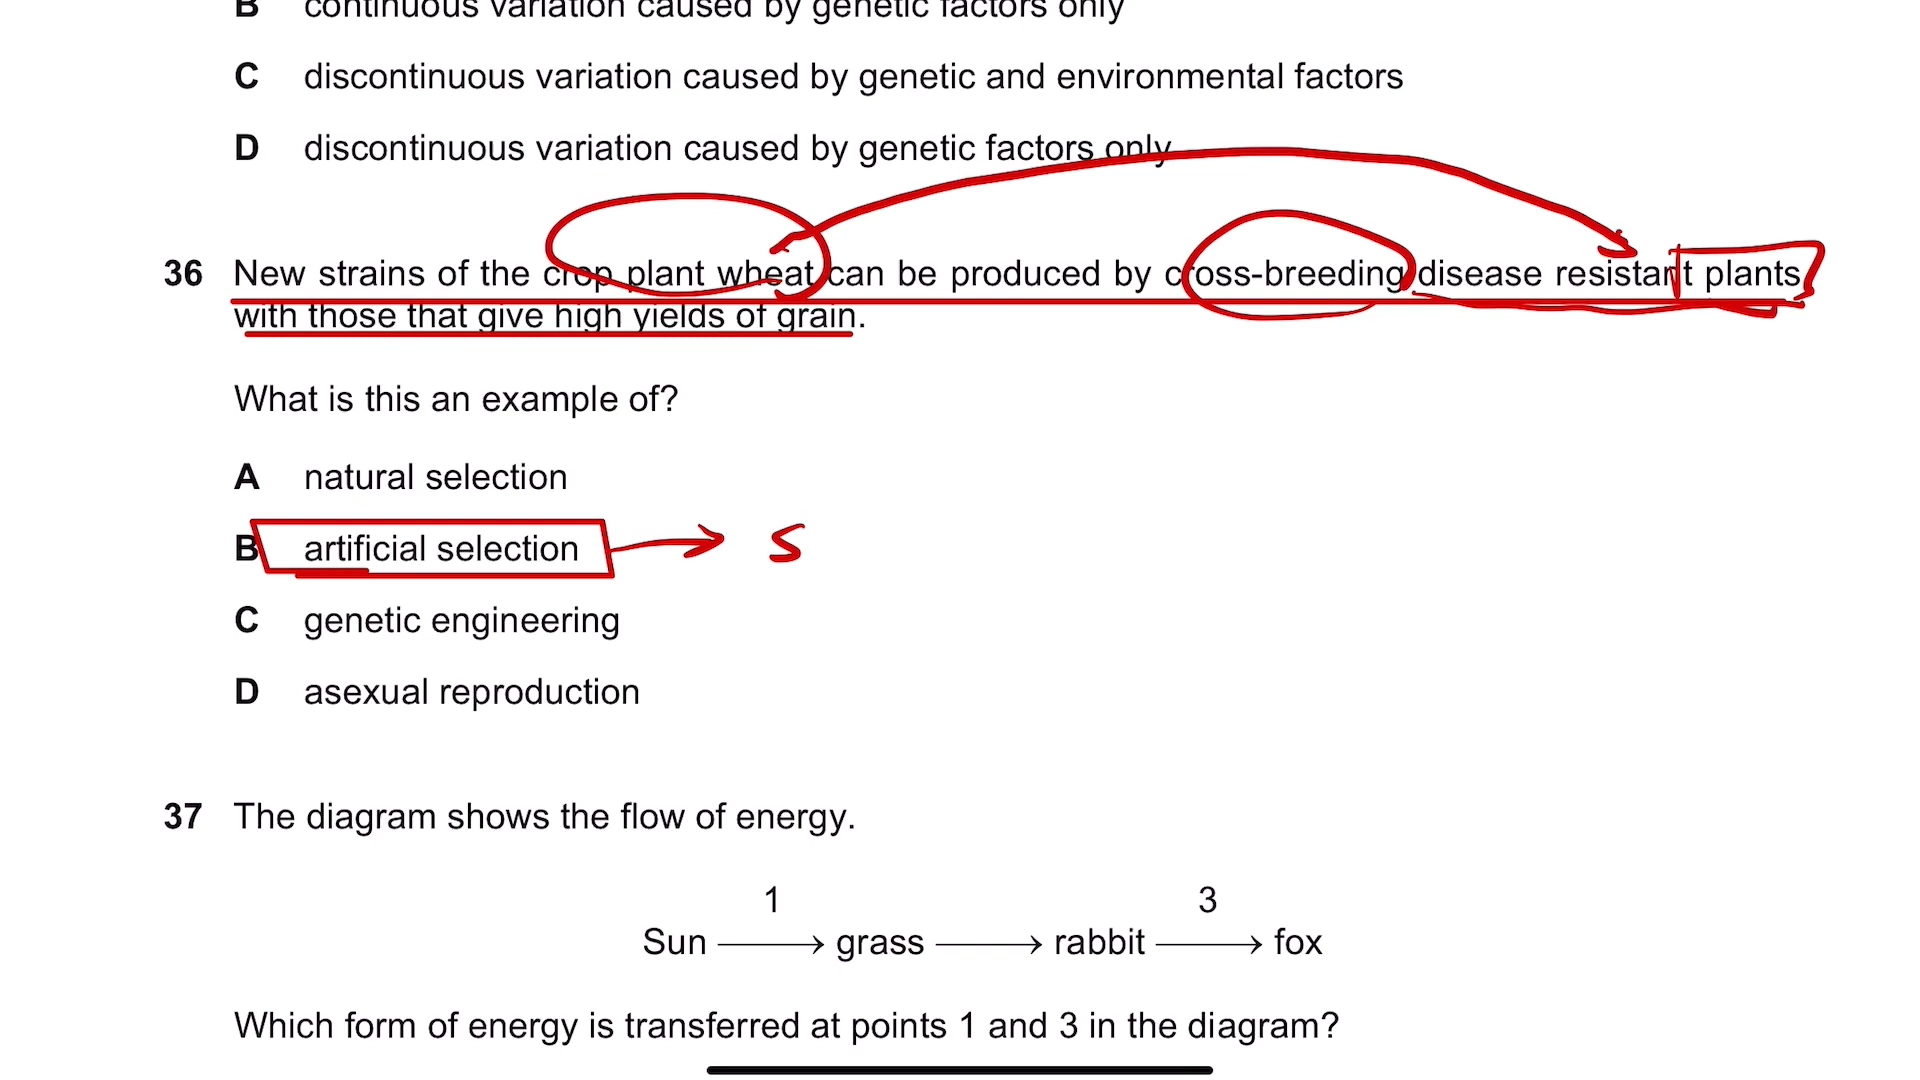 B continuous variation caused by genetic factors only
C discontinuous variation caused by genetic and environmental factors
D discontinuous variation caused by genetic factors only
36 New strains of the crop plant wheat can be produced by cross-breeding disease resistant plants
with those that give high yields of grain.
What is this an example of?
A natural selection
B artificial selection → S
C genetic engineering
D asexual reproduction
37 The diagram shows the flow of energy.
1 3
Sun → grass → rabbit → fox
Which form of energy is transferred at points 1 and 3 in the diagram?